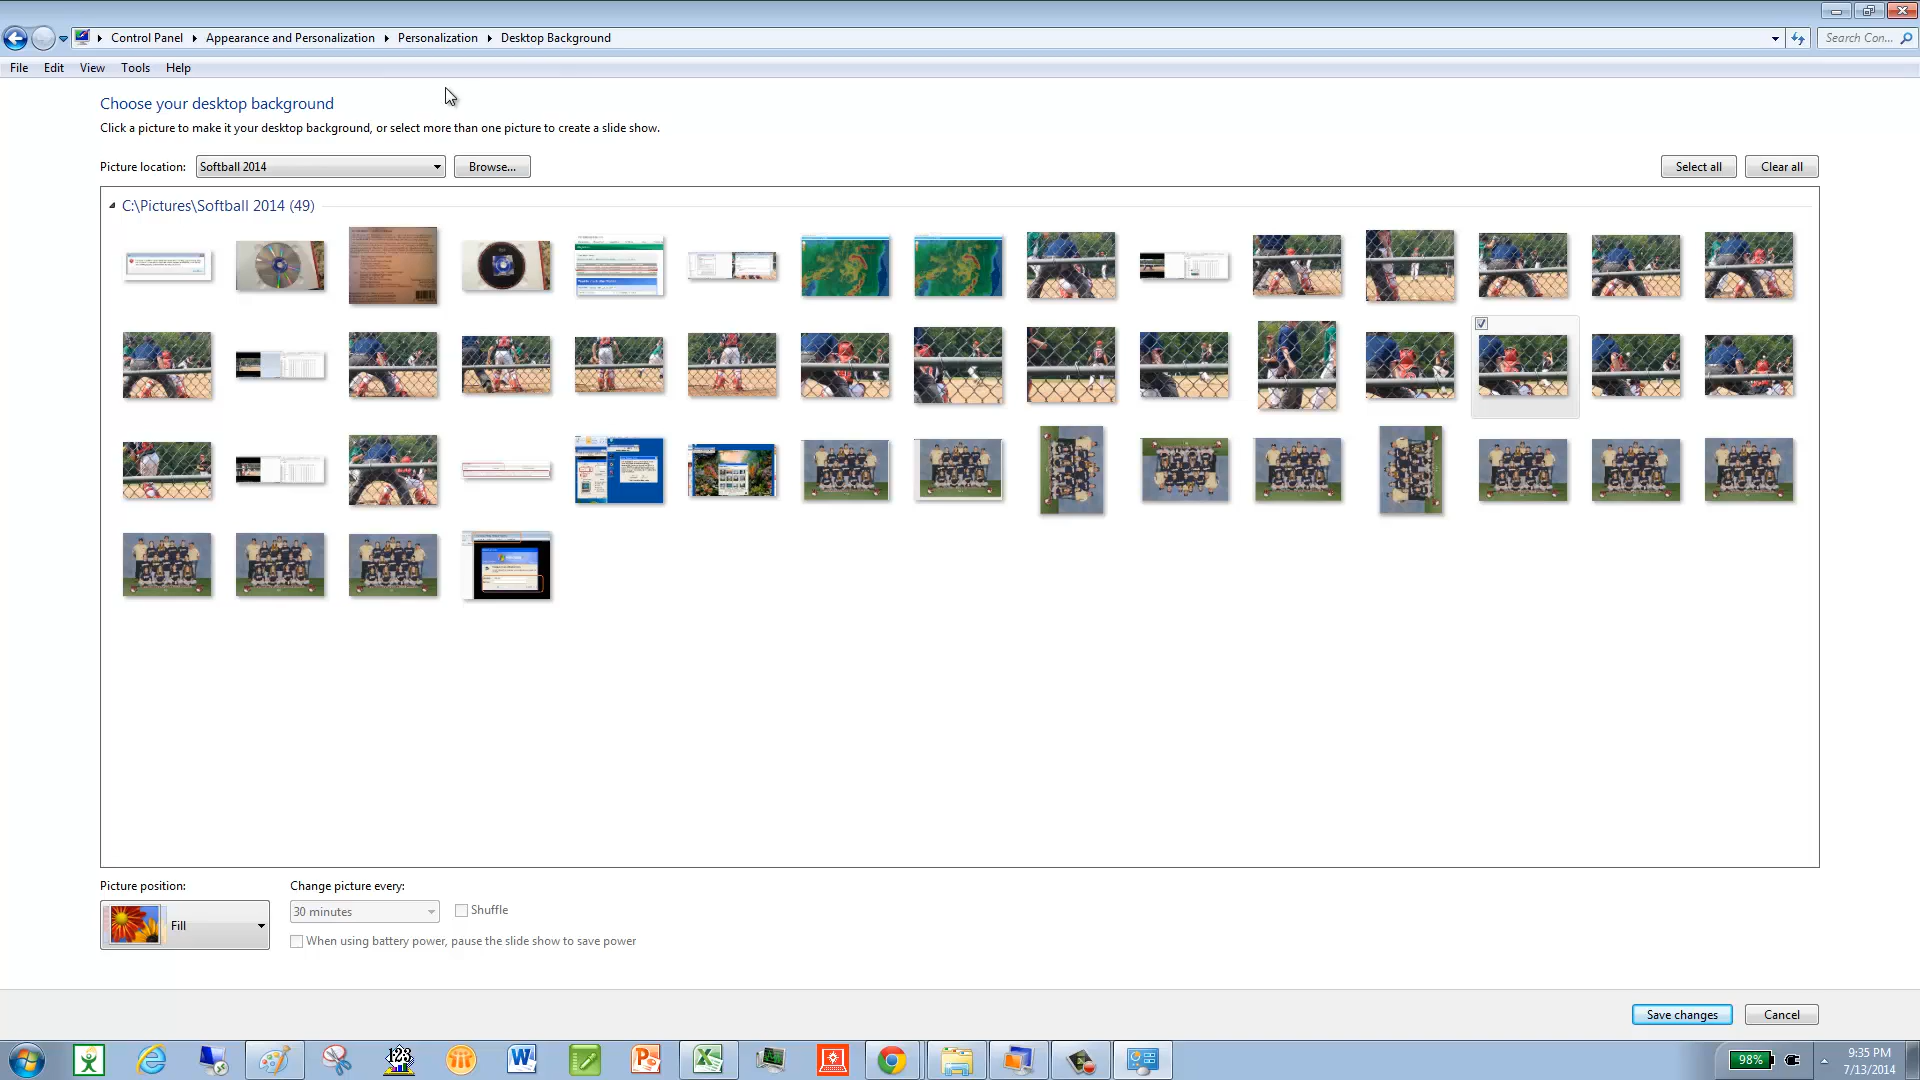 Control Panel Appearance and Personalization Personalization Desktop Background
Search Con...
File Edit View Tools Help
Choose your desktop background
Click a picture to make it your desktop background, or select more than one picture to create a slide show.
Picture location: Softball 2014 Browse... Select all Clear all
C:\Pictures\Softball 2014 (49)
Picture position: Change picture every:
Fill 30 minutes Shuffle
When using battery power, pause the slide show to save power
Save changes Cancel
123
98%
9:35 PM
7/13/2014